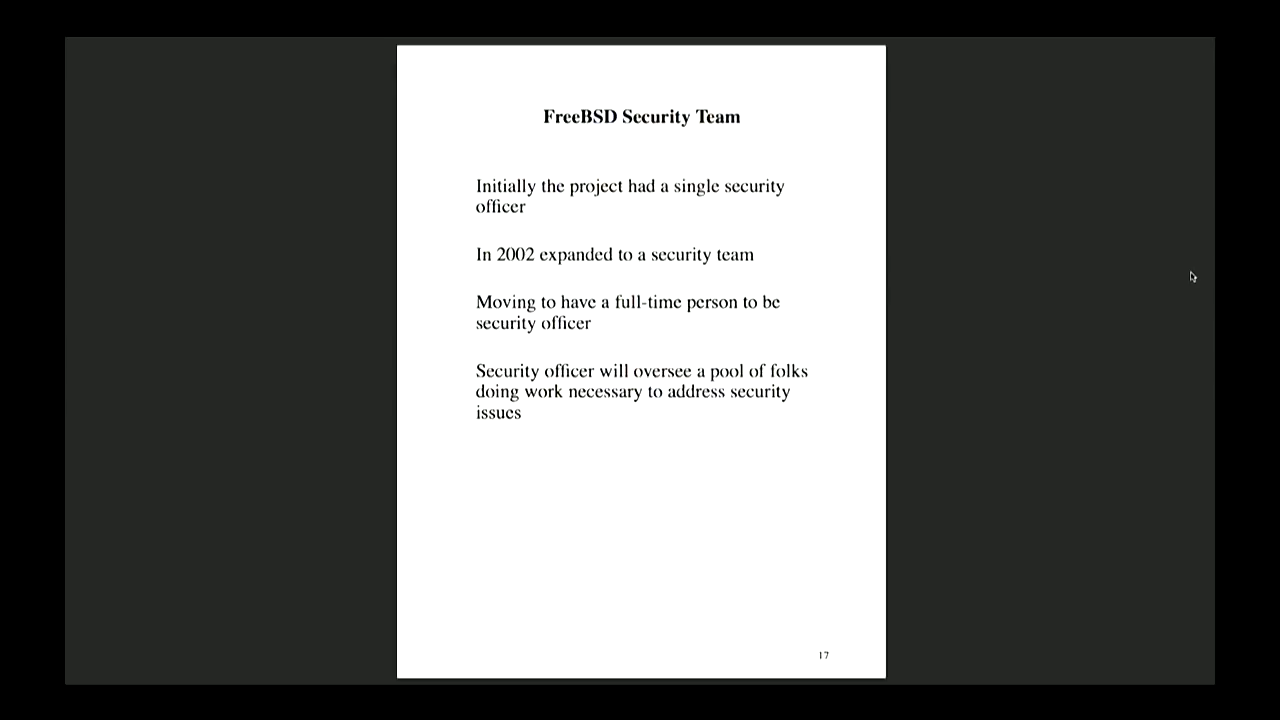 FreeBSD Security Team
Initially the project had a single security
officer
In 2002 expanded to a security team
Moving to have a full-time person to be
security officer
Security officer will oversee a pool of folks
doing work necessary to address security
issues
17